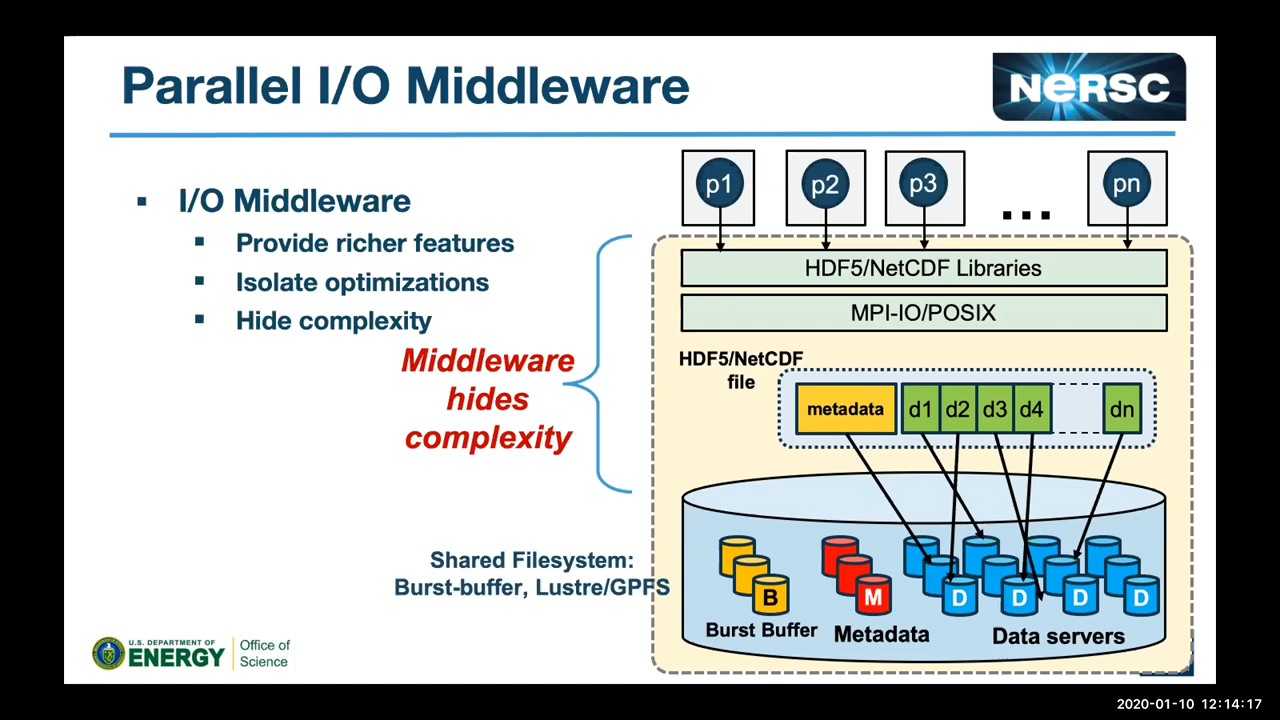 Parallel I/O Middleware
NERSC
▪ I/O Middleware
▪ Provide richer features
▪ Isolate optimizations
▪ Hide complexity
Middleware
hides
complexity
p1 p2 p3 ... pn
HDF5/NetCDF Libraries
MPI-IO/POSIX
HDF5/NetCDF
file
metadata d1 d2 d3 d4 dn
Shared Filesystem:
Burst-buffer, Lustre/GPFS
B M D D D D
Burst Buffer Metadata Data servers
U.S. DEPARTMENT OF
ENERGY
Office of
Science
2020-01-10 12:14:17